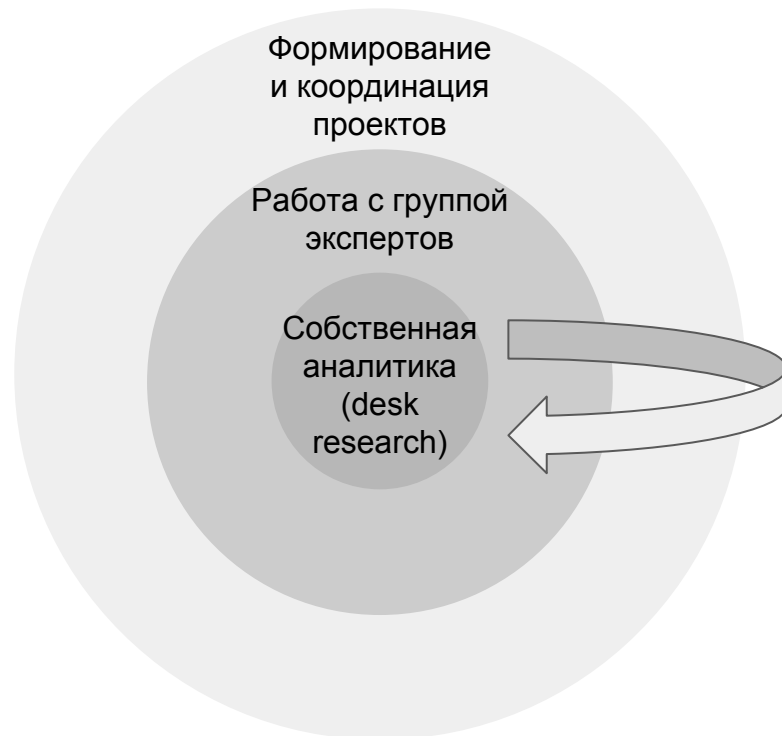 Формирование
и координация
проектов
Работа с группой
экспертов
Собственная
аналитика
(desk
research)